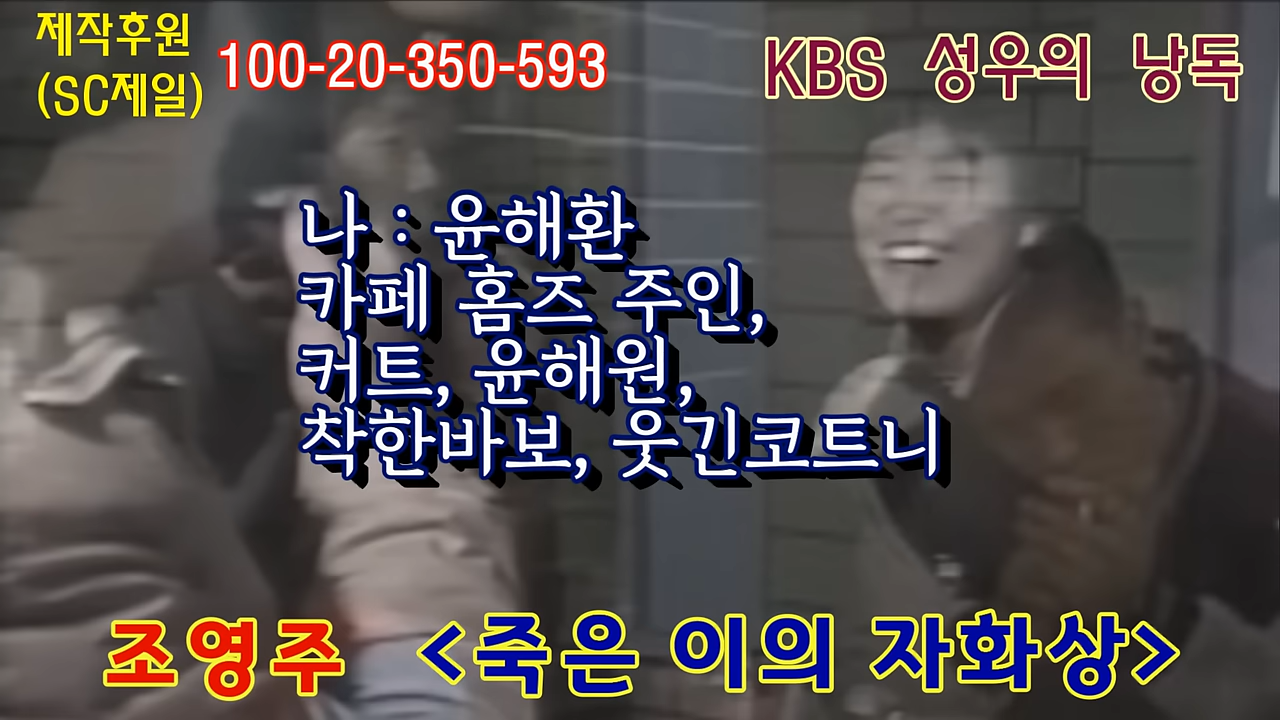 제작후원
(SC제일)
100-20-350-593
KBS 성우의 낭독
나 : 윤해환
카페 홈즈 주인,
커트, 윤해원,
착한바보, 웃긴코트니
조영주 <죽은 이의 자화상>